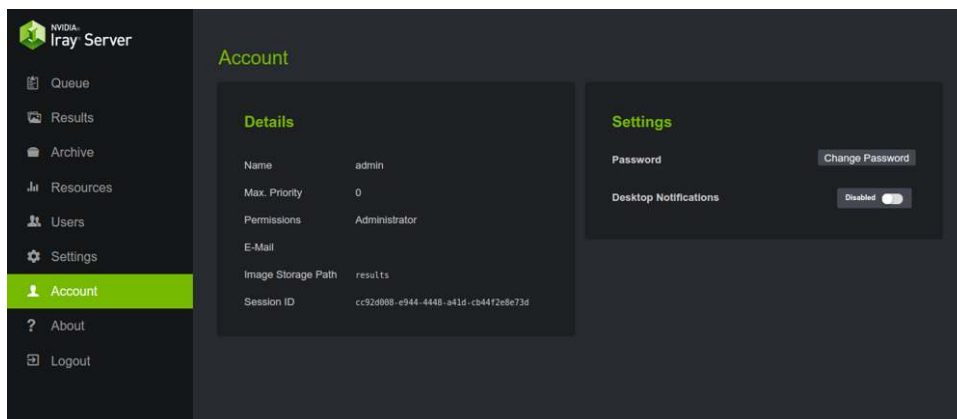 NVIDIA.
Iray Server
Queue
Results
Archive
Resources
Users
Settings
Account
About
Logout
Account
Details
Name admin
Max. Priority 0
Permissions Administrator
E-Mail
Image Storage Path results
Session ID cc92d008-e944-4448-a41d-cb44f2e8e73d
Settings
Password Change Password
Desktop Notifications Disabled